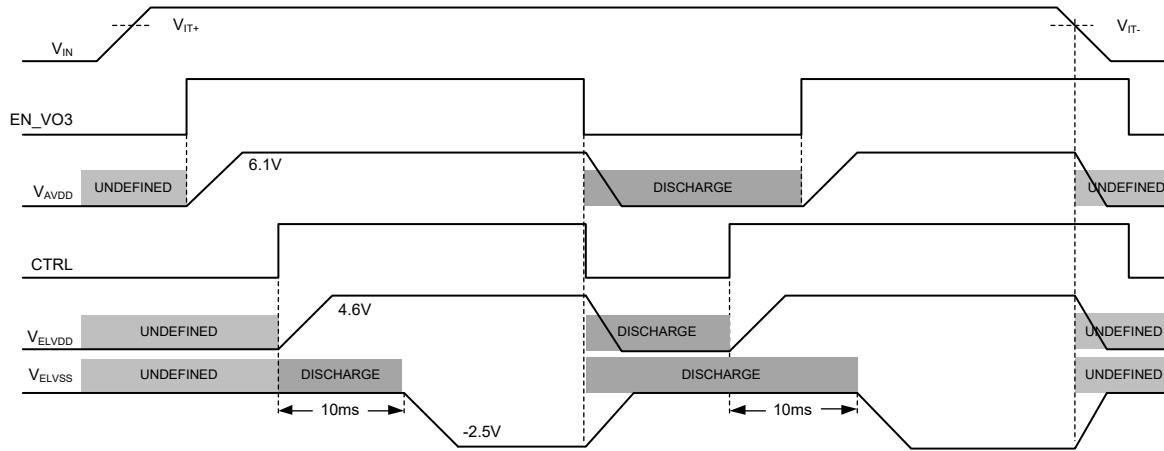 V_IT+
V_IT-
V_IN
EN_VO3
6.1V
UNDEFINED
DISCHARGE
UNDEFINED
V_AVDD
CTRL
4.6V
UNDEFINED
DISCHARGE
UNDEFINED
V_ELVDD
V_ELVSS
UNDEFINED
DISCHARGE
DISCHARGE
UNDEFINED
10ms
10ms
-2.5V